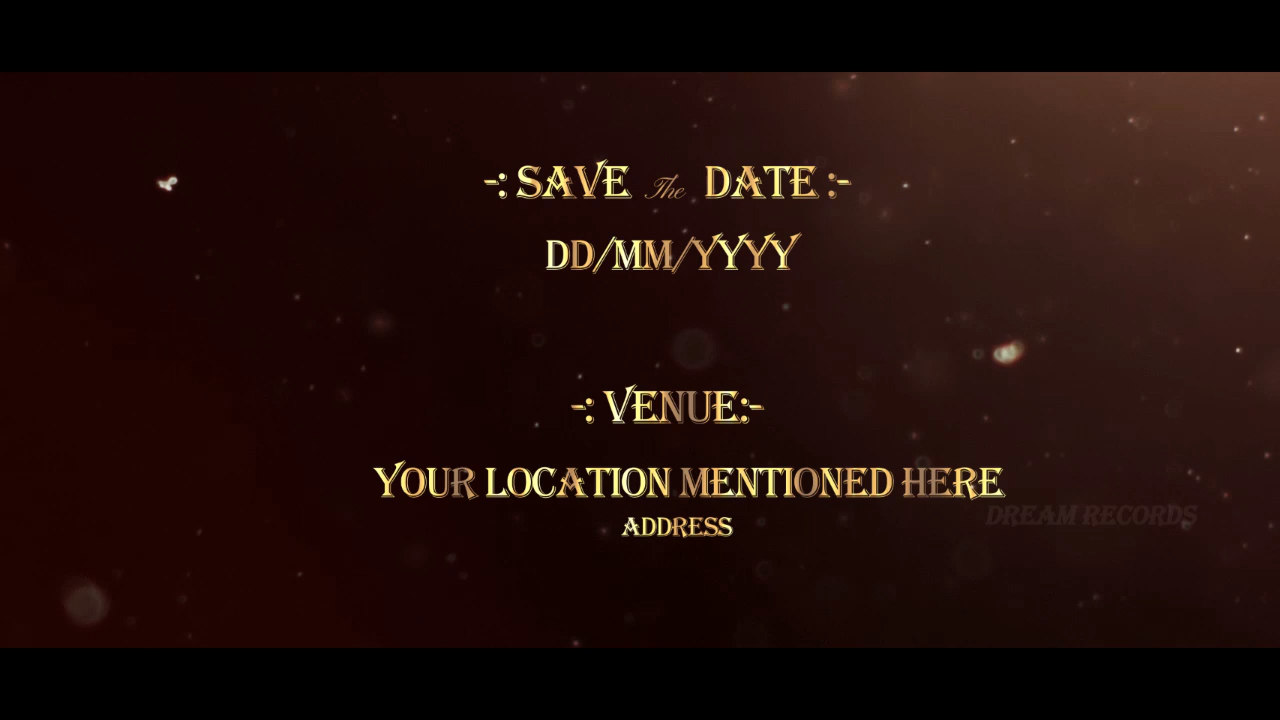 -: SAVE The DATE :-
DD/MM/YYYY
-: VENUE:-
YOUR LOCATION MENTIONED HERE
ADDRESS
DREAM RECORDS